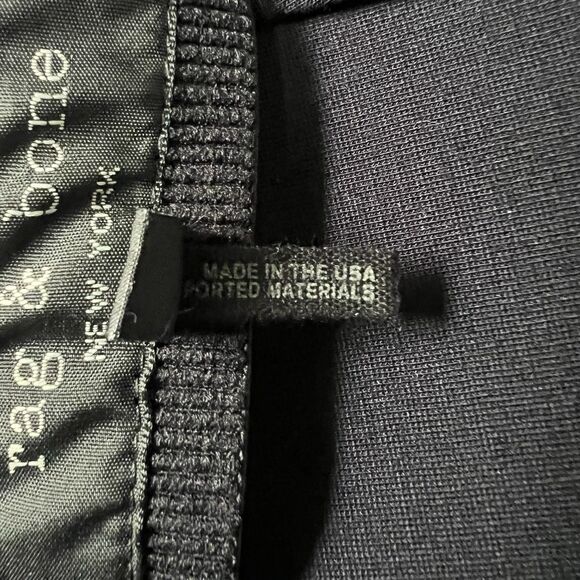 rag & bone
NEW YORK
MADE IN THE USA
PORTED MATERIALS